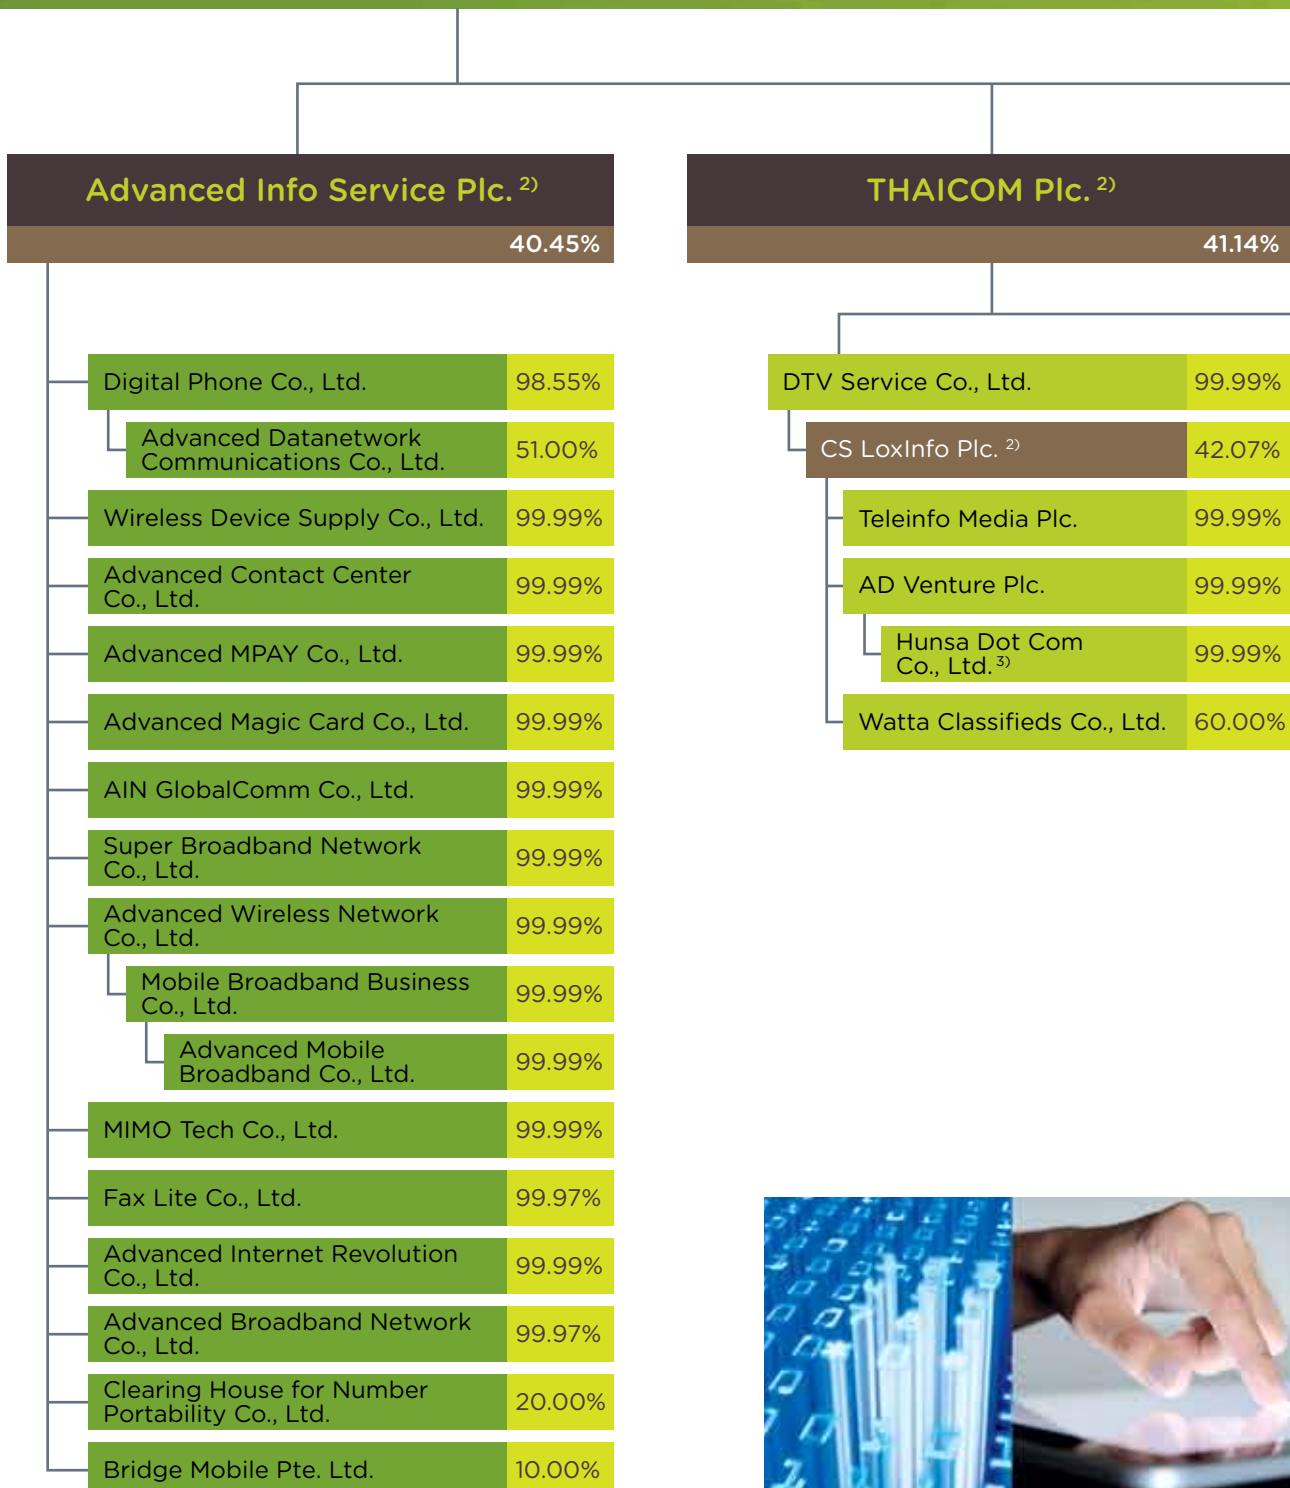 Advanced Info Service Plc. 2)
40.45%
Digital Phone Co., Ltd. 98.55%
Advanced Datanetwork
Communications Co., Ltd. 51.00%
Wireless Device Supply Co., Ltd. 99.99%
Advanced Contact Center
Co., Ltd. 99.99%
Advanced MPAY Co., Ltd. 99.99%
Advanced Magic Card Co., Ltd. 99.99%
AIN GlobalComm Co., Ltd. 99.99%
Super Broadband Network
Co., Ltd. 99.99%
Advanced Wireless Network
Co., Ltd. 99.99%
Mobile Broadband Business
Co., Ltd. 99.99%
Advanced Mobile
Broadband Co., Ltd. 99.99%
MIMO Tech Co., Ltd. 99.99%
Fax Lite Co., Ltd. 99.97%
Advanced Internet Revolution
Co., Ltd. 99.99%
Advanced Broadband Network
Co., Ltd. 99.97%
Clearing House for Number
Portability Co., Ltd. 20.00%
Bridge Mobile Pte. Ltd. 10.00%
THAICOM Plc. 2)
41.14%
DTV Service Co., Ltd. 99.99%
CS LoxInfo Plc. 2) 42.07%
Teleinfo Media Plc. 99.99%
AD Venture Plc. 99.99%
Hunsa Dot Com
Co., Ltd. 3) 99.99%
Watta Classifieds Co., Ltd. 60.00%